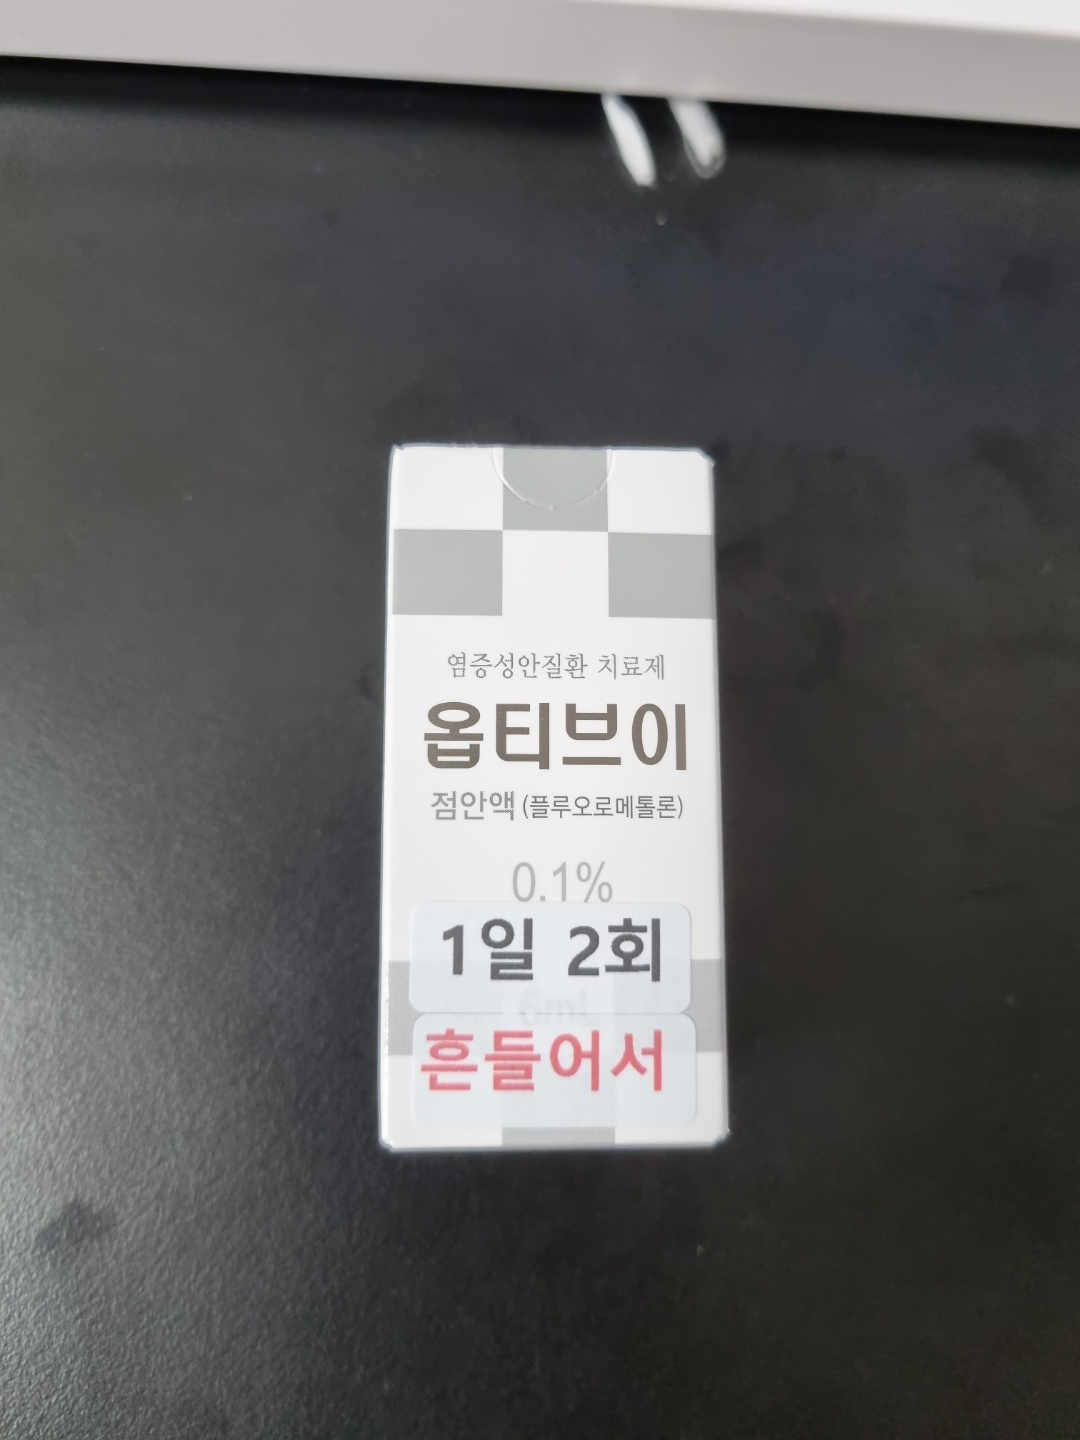 염증성안질환 치료제
옵티브이
점안액 (플루오로메톨론)
0.1%
1일 2회
6mL
흔들어서